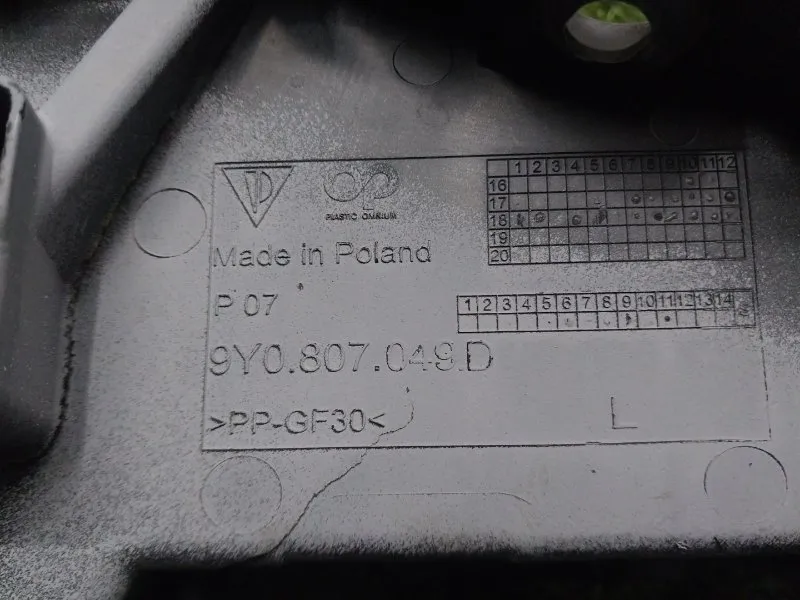 PLASTIC OMNIUM
Made in Poland
P 07
9Y0.807.049.D
>PP-GF30<
L
1 2 3 4 5 6 7 8 9 10 11 12
16
17
18
19
20
1 2 3 4 5 6 7 8 9 10 11 12 13 14